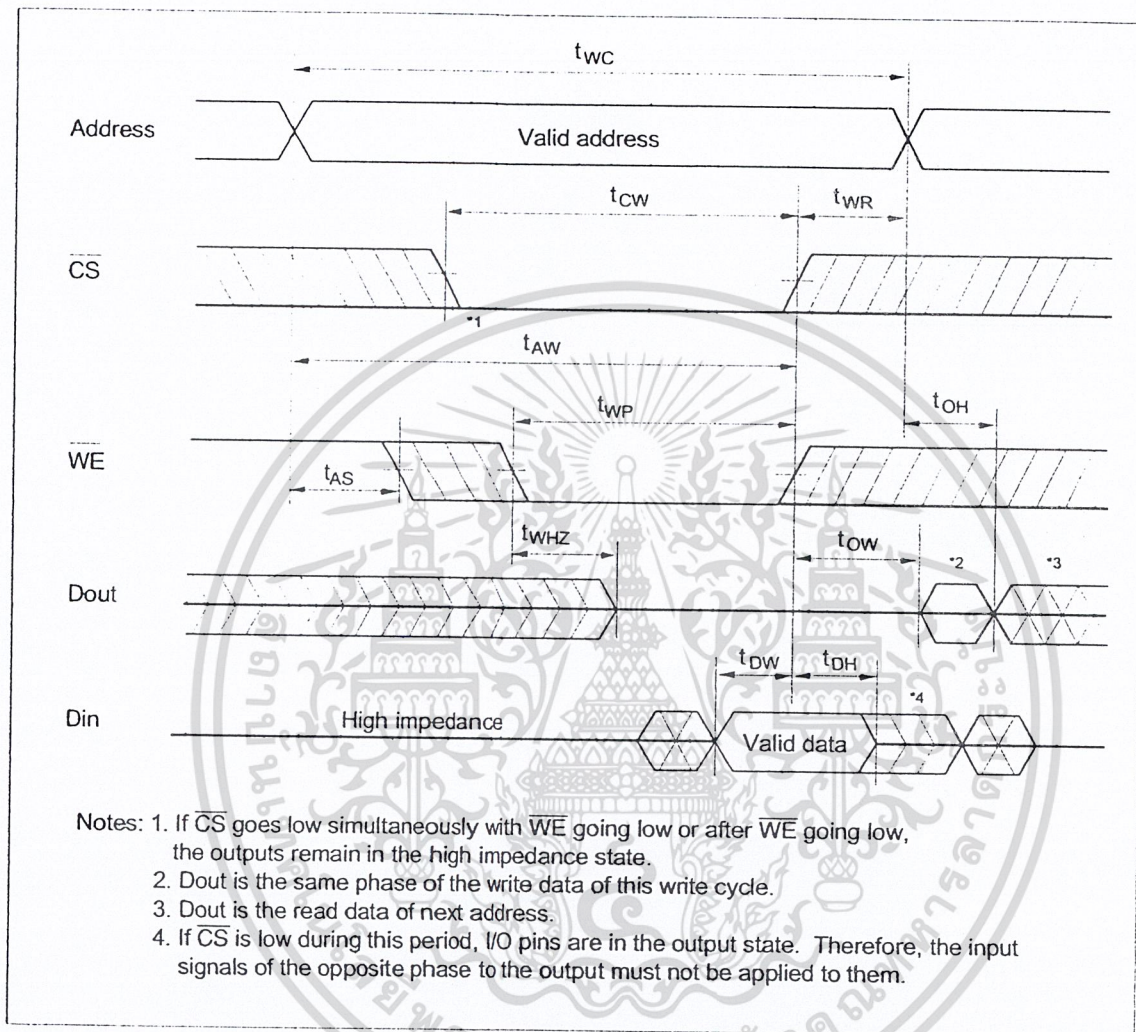 tWC
Address
Valid address
tCW
tWR
CS
*1
tAW
tWP
tOH
WE
tAS
tWHZ
tOW
*2
*3
Dout
tDW
tDH
*4
Din
High impedance
Valid data
Notes: 1. If CS goes low simultaneously with WE going low or after WE going low,
the outputs remain in the high impedance state.
2. Dout is the same phase of the write data of this write cycle.
3. Dout is the read data of next address.
4. If CS is low during this period, I/O pins are in the output state. Therefore, the input
signals of the opposite phase to the output must not be applied to them.